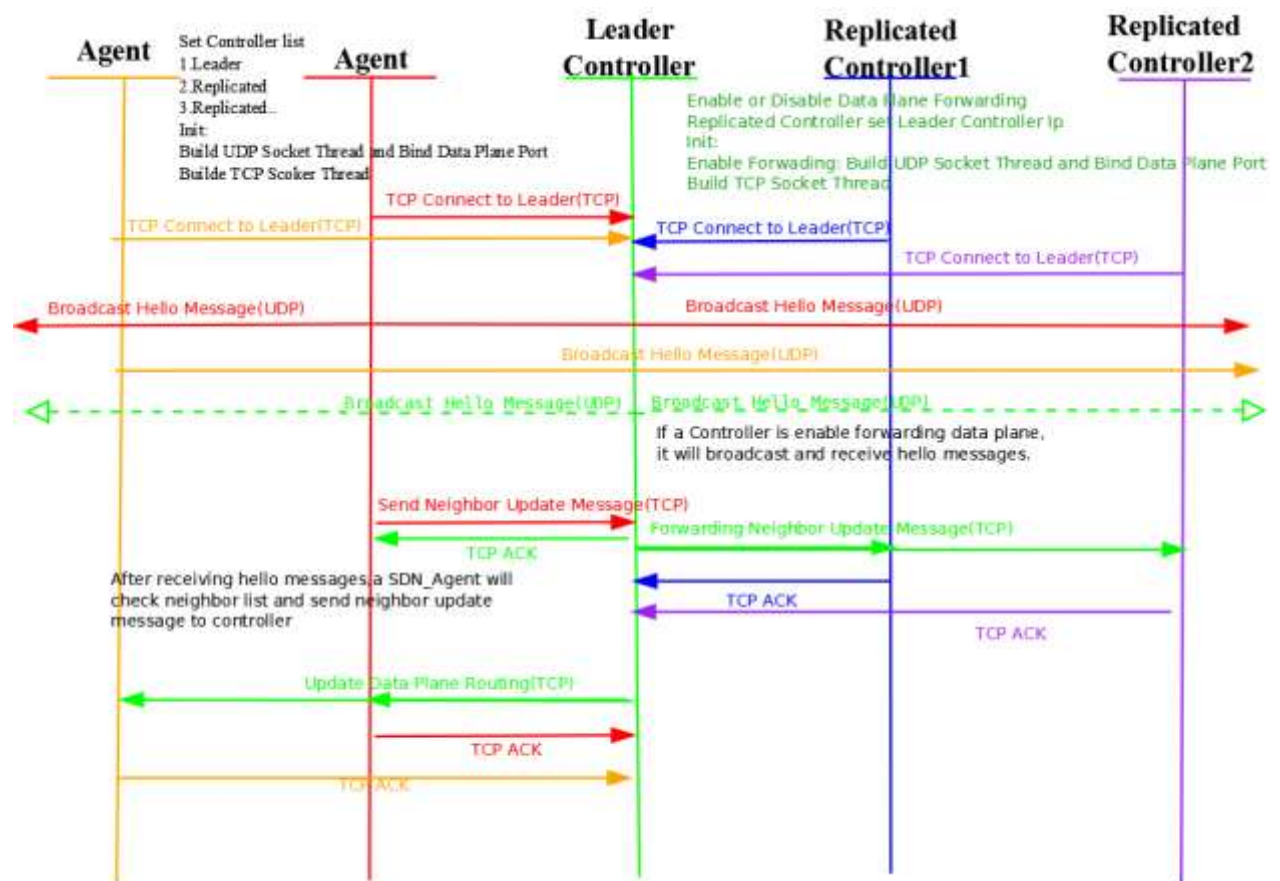 Agent
Set Controller list
1.Leader
2.Replicated
3.Replicated...
Init:
Build UDP Socket Thread and Bind Data Plane Port
Builde TCP Scoker Thread
Agent
Leader
Controller
Replicated
Controller1
Replicated
Controller2
Enable or Disable Data Plane Forwarding
Replicated Controller set Leader Controller Ip
Init:
Enable Forwading: Build UDP Socket Thread and Bind Data Plane Port
Build TCP Socket Thread
TCP Connect to Leader(TCP)
TCP Connect to Leader(TCP)
TCP Connect to Leader(TCP)
TCP Connect to Leader(TCP)
Broadcast Hello Message(UDP)
Broadcast Hello Message(UDP)
Broadcast Hello Message(UDP)
Broadcast Hello Message(UDP)
Broadcast Hello Message(UDP)
If a Controller is enable forwarding data plane,
it will broadcast and receive hello messages.
Send Neighbor Update Message(TCP)
Forwarding Neighbor Update Message(TCP)
TCP ACK
After receiving hello messages,a SDN_Agent will
check neighbor list and send neighbor update
message to controller
TCP ACK
TCP ACK
Update Data Plane Routing(TCP)
TCP ACK
TCP ACK